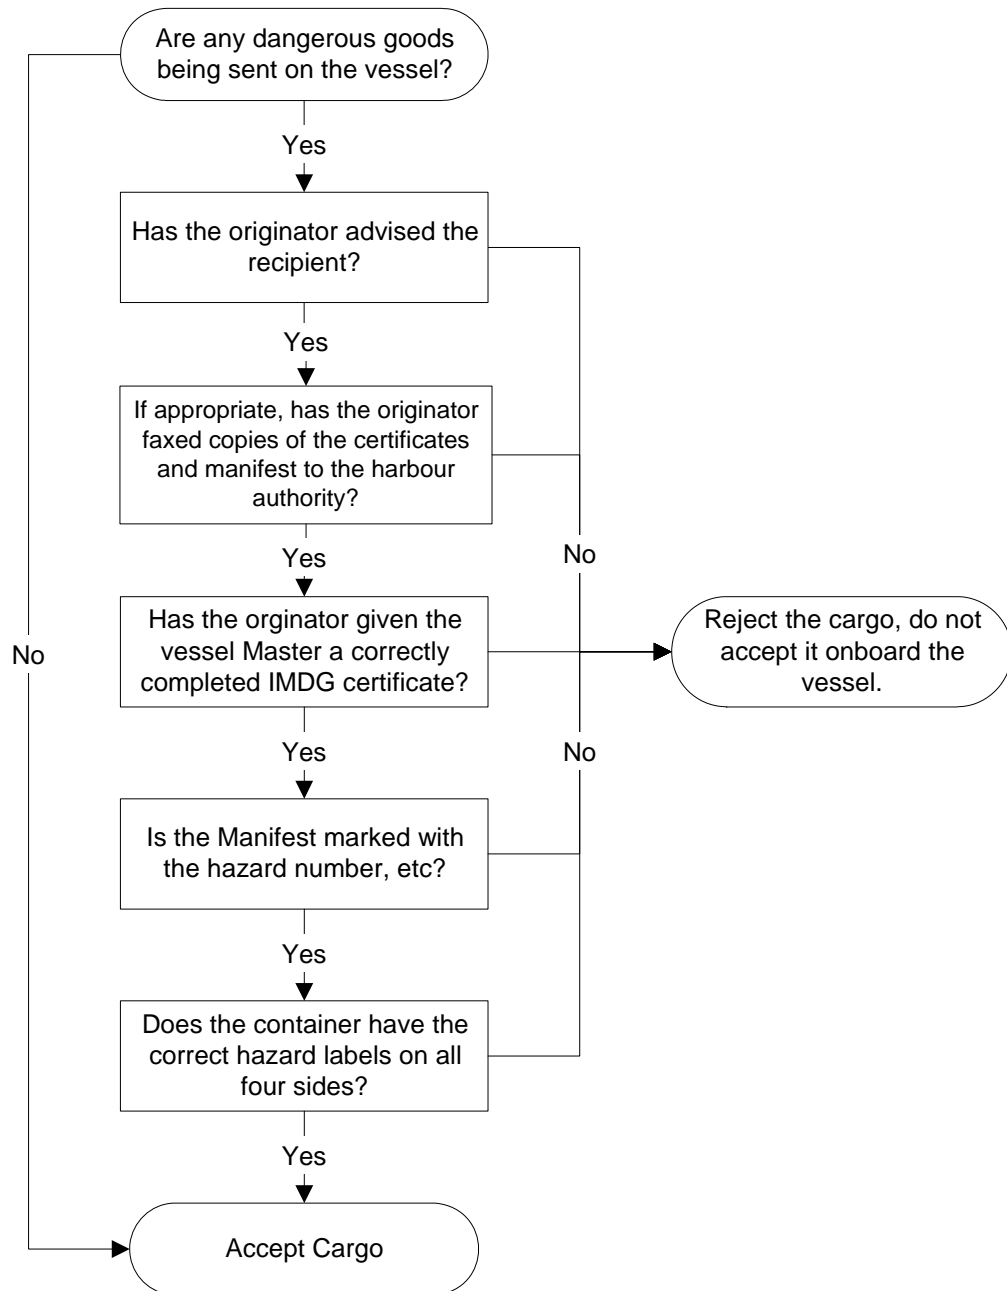 Are any dangerous goods
being sent on the vessel?
Yes
Has the originator advised the
recipient?
Yes
If appropriate, has the originator
faxed copies of the certificates
and manifest to the harbour
authority?
Yes
No
Has the orginator given the
vessel Master a correctly
completed IMDG certificate?
Reject the cargo, do not
accept it onboard the
vessel.
No
Yes
No
Is the Manifest marked with
the hazard number, etc?
Yes
Does the container have the
correct hazard labels on all
four sides?
Yes
Accept Cargo